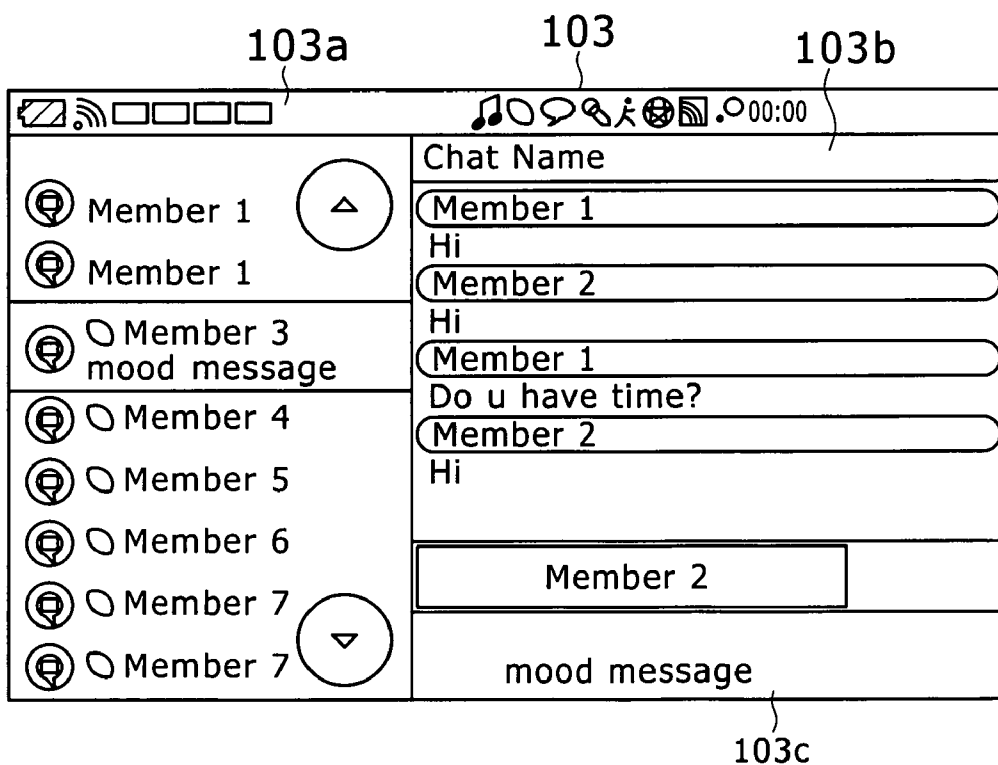 103a
103
103b
00:00
Member 1
Member 1
Member 3
mood message
Member 4
Member 5
Member 6
Member 7
Member 7
Chat Name
Member 1
Hi
Member 2
Hi
Member 1
Do u have time?
Member 2
Hi
Member 2
mood message
103c